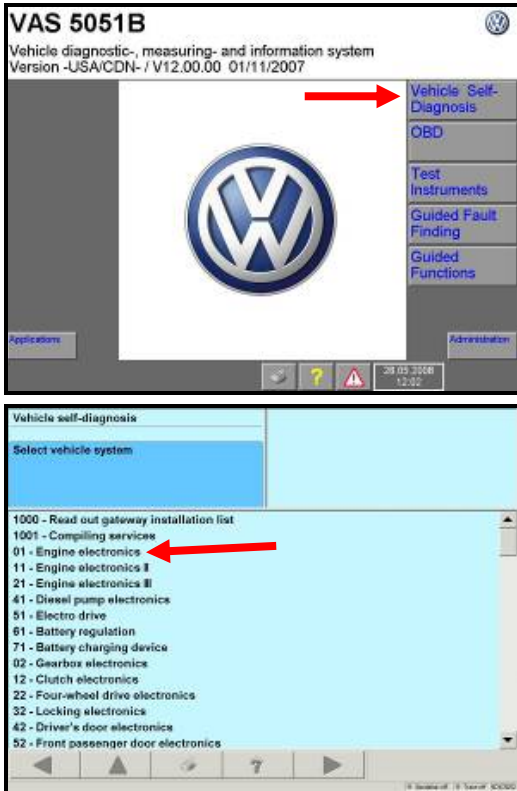 VAS 5051B
Vehicle diagnostic-, measuring- and information system
Version -USA/CDN- / V12.00.00 01/11/2007
Vehicle Self-
Diagnosis
OBD
Test
Instruments
Guided Fault
Finding
Guided
Functions
Applications
Administration
?
28.05.2008
12:02
Vehicle self-diagnosis
Select vehicle system
1000 - Read out gateway installation list
1001 - Compiling services
01 - Engine electronics
11 - Engine electronics II
21 - Engine electronics III
41 - Diesel pump electronics
51 - Electro drive
61 - Battery regulation
71 - Battery charging device
02 - Gearbox electronics
12 - Clutch electronics
22 - Four-wheel drive electronics
32 - Locking electronics
42 - Driver's door electronics
52 - Front passenger door electronics
?